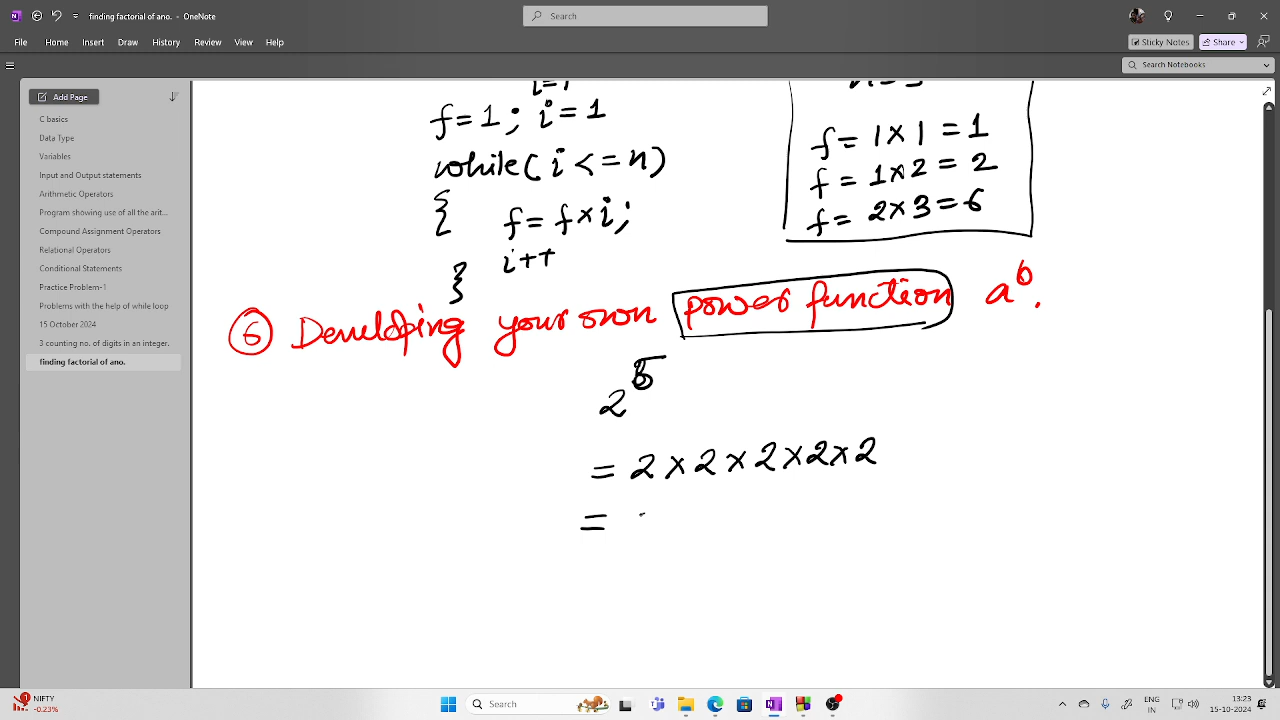 finding factorial of ano. - OneNote
Search
File Home Insert Draw History Review View Help
Sticky Notes Share
Search Notebooks
Add Page
C basics
Data Type
Variables
Input and Output statements
Arithmetic Operators
Program showing use of all the arit...
Compound Assignment Operators
Relational Operators
Conditional Statements
Practice Problem-1
Problems with the help of while loop
15 October 2024
3 counting no. of digits in an integer.
finding factorial of ano.
f=1; i=1
while(i<=n)
{ f=f×i;
i++
}
f=1×1=1
f=1×2=2
f=2×3=6
⑥ Developing your own power function a^b.
2^5
=2×2×2×2×2
=
NIFTY
-0.23%
Search
ENG
IN
13:23
15-10-2024